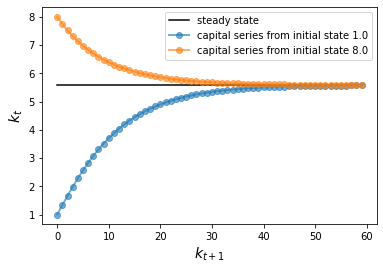 steady state
capital series from initial state 1.0
capital series from initial state 8.0
8
7
6
5
4
3
2
1
k_t
0 10 20 30 40 50 60
k_{t+1}